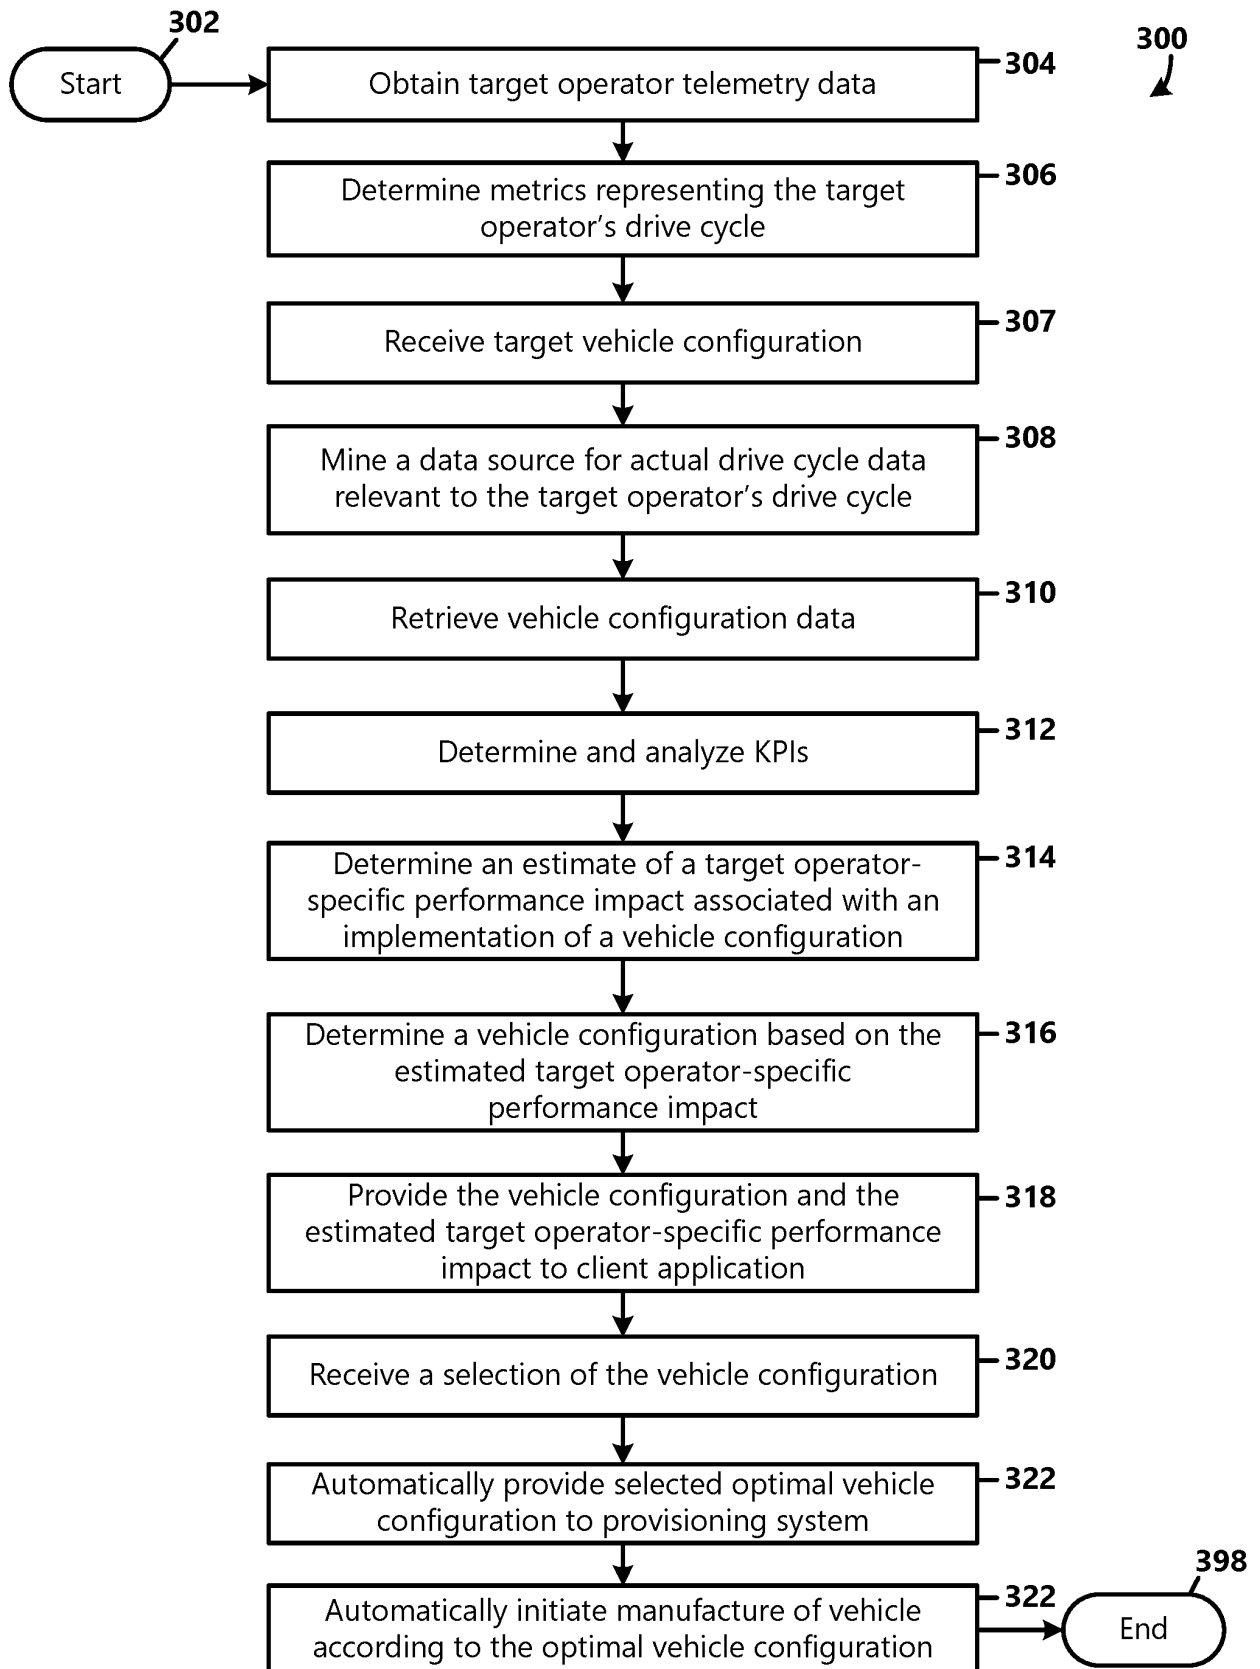 302
Start
304
Obtain target operator telemetry data
300
306
Determine metrics representing the target
operator's drive cycle
307
Receive target vehicle configuration
308
Mine a data source for actual drive cycle data
relevant to the target operator's drive cycle
310
Retrieve vehicle configuration data
312
Determine and analyze KPIs
314
Determine an estimate of a target operator-
specific performance impact associated with an
implementation of a vehicle configuration
316
Determine a vehicle configuration based on the
estimated target operator-specific
performance impact
318
Provide the vehicle configuration and the
estimated target operator-specific performance
impact to client application
320
Receive a selection of the vehicle configuration
322
Automatically provide selected optimal vehicle
configuration to provisioning system
322
Automatically initiate manufacture of vehicle
according to the optimal vehicle configuration
398
End